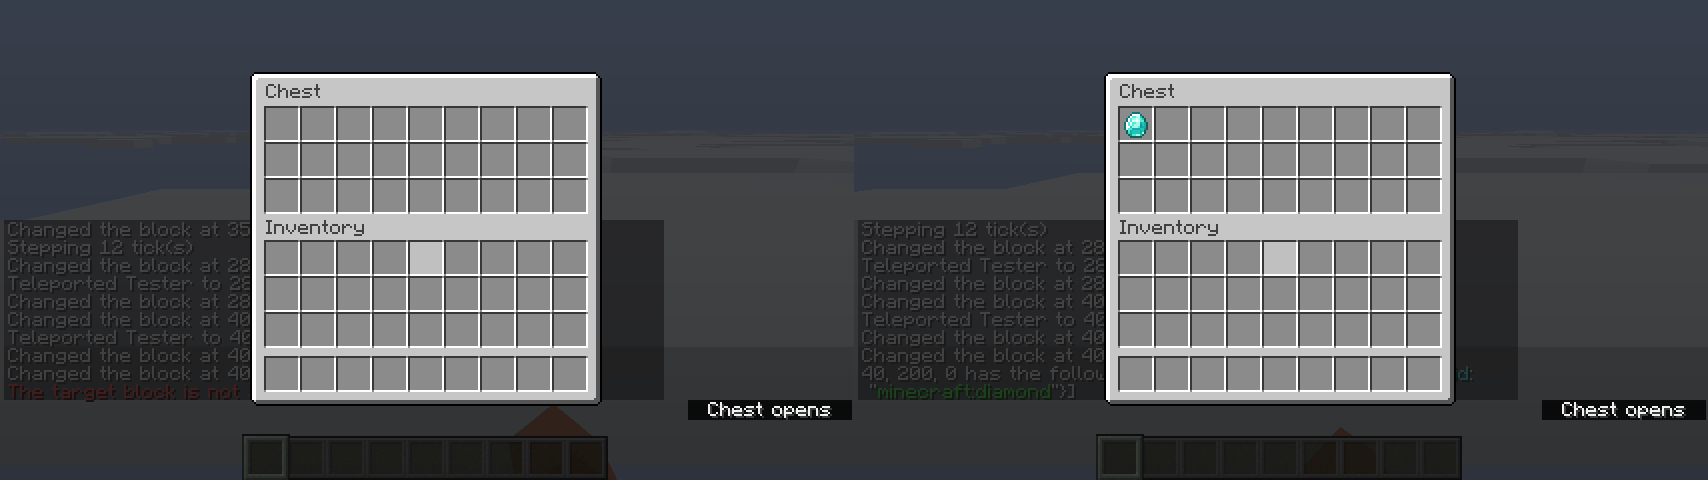 Chest
Inventory
Changed the block at 35
Stepping 12 tick(s)
Changed the block at 28
Teleported Tester to 28
Changed the block at 28
Changed the block at 40
Teleported Tester to 40
Changed the block at 40
Changed the block at 40
The target block is not
Chest opens
Chest
Inventory
Stepping 12 tick(s)
Changed the block at 28
Teleported Tester to 28
Changed the block at 28
Changed the block at 40
Teleported Tester to 40
Changed the block at 40
Changed the block at 40
40, 200, 0 has the follow d:
"minecraft:diamond"}]
Chest opens